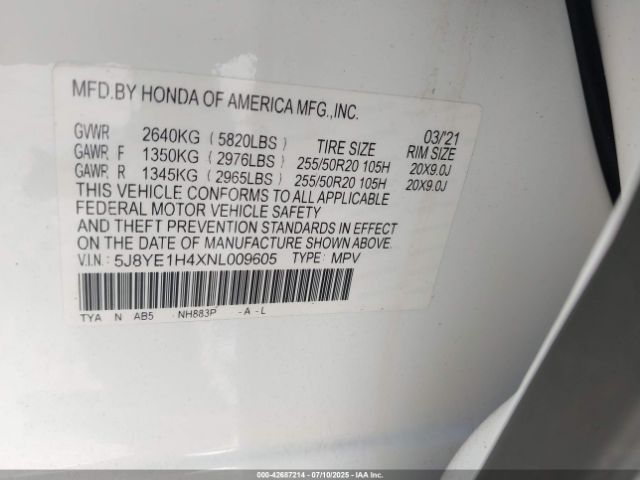 MFD.BY HONDA OF AMERICA MFG.,INC.
03/'21
GVWR 2640KG (5820LBS) TIRE SIZE RIM SIZE
GAWR F 1350KG (2976LBS) 255/50R20 105H 20X9.0J
GAWR R 1345KG (2965LBS) 255/50R20 105H 20X9.0J
THIS VEHICLE CONFORMS TO ALL APPLICABLE
FEDERAL MOTOR VEHICLE SAFETY
AND THEFT PREVENTION STANDARDS IN EFFECT
ON THE DATE OF MANUFACTURE SHOWN ABOVE.
V.I.N: 5J8YE1H4XNL009605 TYPE: MPV
TYA N AB5 NH883P -A-L
000-42687214 - 07/10/2025 - IAAI.COM